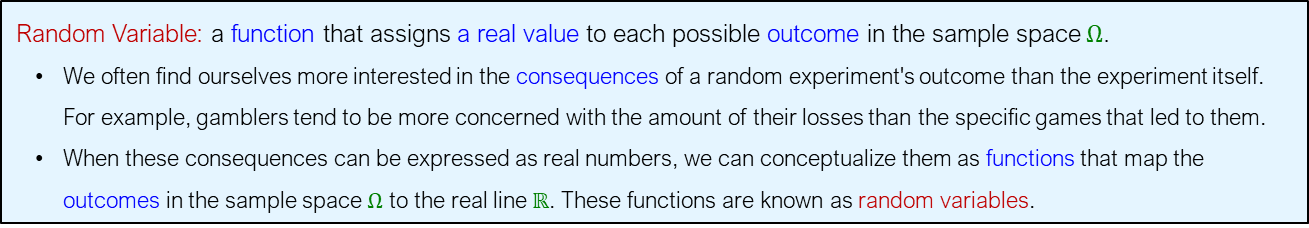 Random Variable: a function that assigns a real value to each possible outcome in the sample space Ω.
• We often find ourselves more interested in the consequences of a random experiment's outcome than the experiment itself.
For example, gamblers tend to be more concerned with the amount of their losses than the specific games that led to them.
• When these consequences can be expressed as real numbers, we can conceptualize them as functions that map the
outcomes in the sample space Ω to the real line ℝ. These functions are known as random variables.